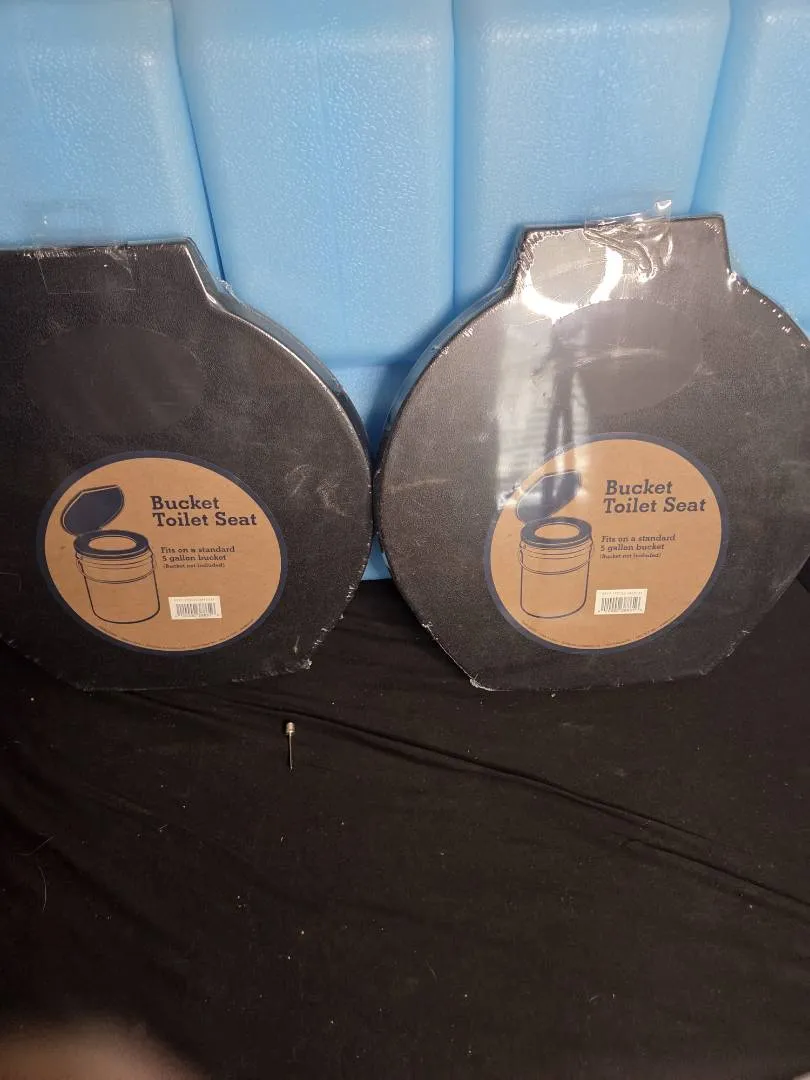 Bucket
Toilet Seat
Fits on a standard
5 gallon bucket
(Bucket not included)
Bucket
Toilet Seat
Fits on a standard
5 gallon bucket
(Bucket not included)